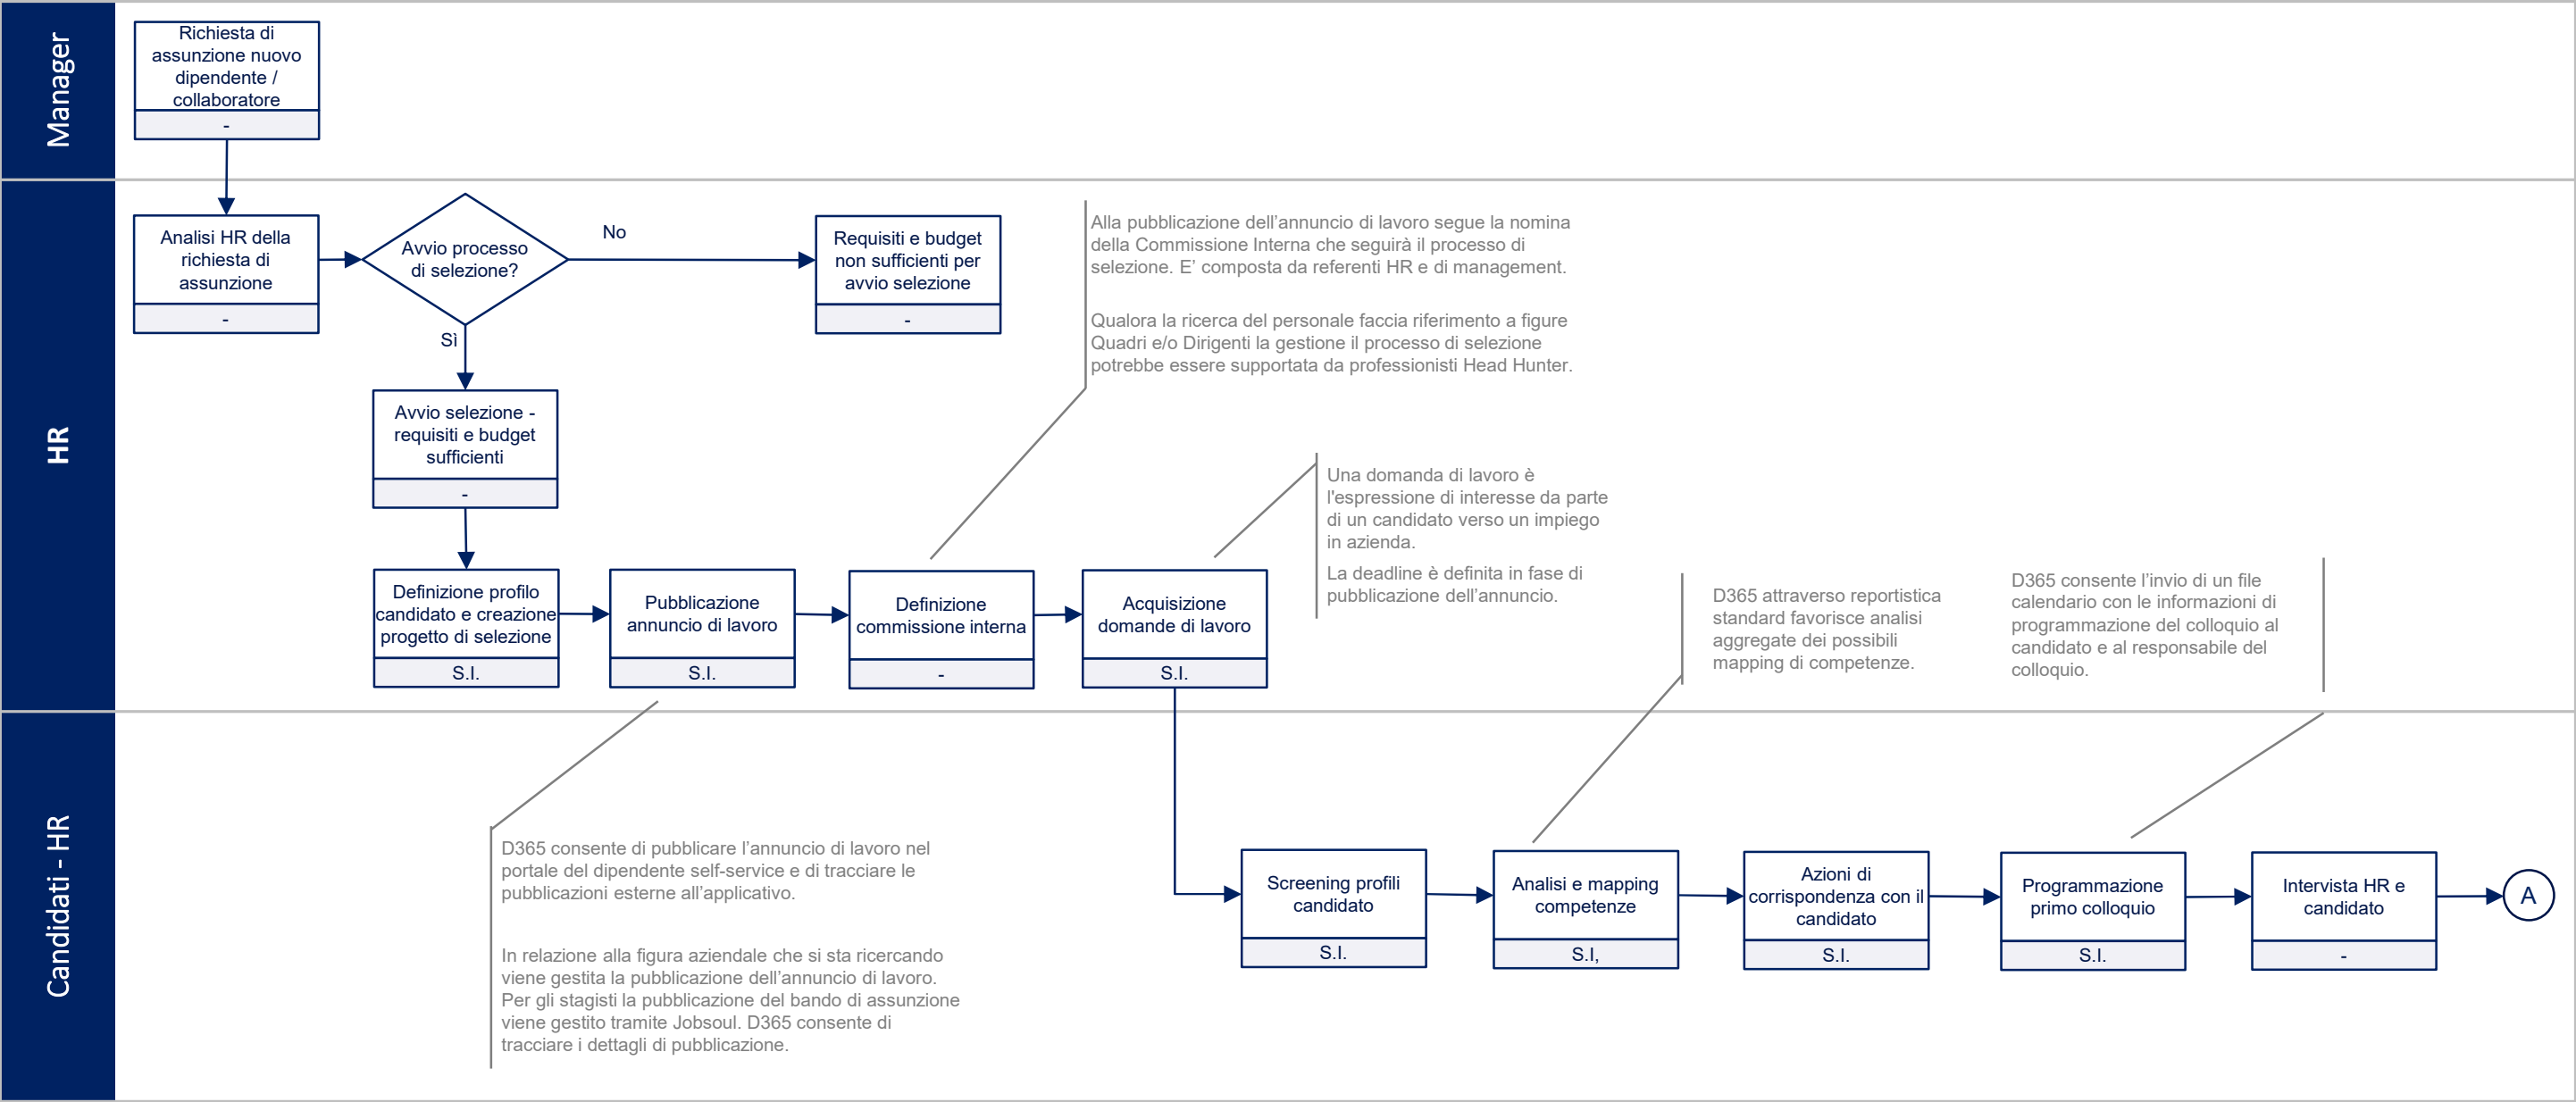 Manager
Richiesta di
assunzione nuovo
dipendente /
collaboratore
-
HR
Analisi HR della
richiesta di
assunzione
-
Avvio processo
di selezione?
No
Requisiti e budget
non sufficienti per
avvio selezione
-
Sì
Avvio selezione -
requisiti e budget
sufficienti
-
Alla pubblicazione dell’annuncio di lavoro segue la nomina
della Commissione Interna che seguirà il processo di
selezione. E’ composta da referenti HR e di management.
Qualora la ricerca del personale faccia riferimento a figure
Quadri e/o Dirigenti la gestione il processo di selezione
potrebbe essere supportata da professionisti Head Hunter.
Una domanda di lavoro è
l'espressione di interesse da parte
di un candidato verso un impiego
in azienda.
La deadline è definita in fase di
pubblicazione dell’annuncio.
Definizione profilo
candidato e creazione
progetto di selezione
S.I.
Pubblicazione
annuncio di lavoro
S.I.
Definizione
commissione interna
-
Acquisizione
domande di lavoro
S.I.
D365 attraverso reportistica
standard favorisce analisi
aggregate dei possibili
mapping di competenze.
D365 consente l’invio di un file
calendario con le informazioni di
programmazione del colloquio al
candidato e al responsabile del
colloquio.
Candidati - HR
D365 consente di pubblicare l’annuncio di lavoro nel
portale del dipendente self-service e di tracciare le
pubblicazioni esterne all’applicativo.
In relazione alla figura aziendale che si sta ricercando
viene gestita la pubblicazione dell’annuncio di lavoro.
Per gli stagisti la pubblicazione del bando di assunzione
viene gestito tramite Jobsoul. D365 consente di
tracciare i dettagli di pubblicazione.
Screening profili
candidato
S.I.
Analisi e mapping
competenze
S.I,
Azioni di
corrispondenza con il
candidato
S.I.
Programmazione
primo colloquio
S.I.
Intervista HR e
candidato
-
A